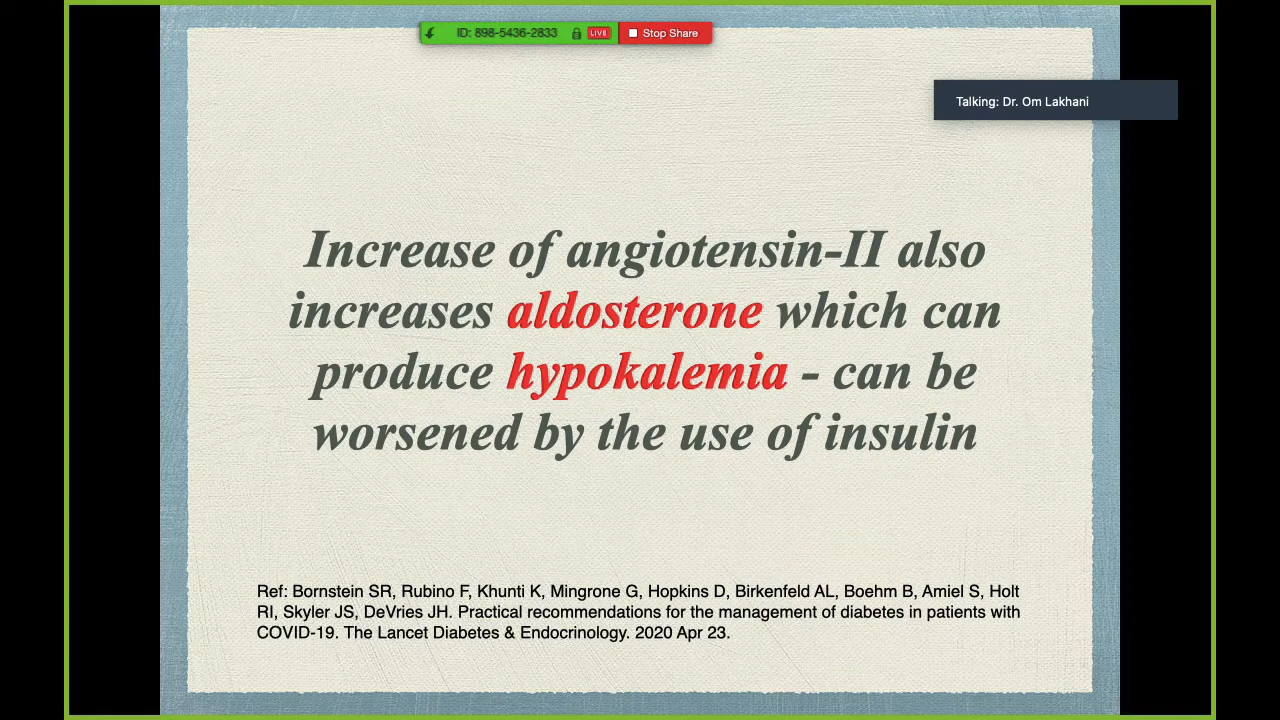 ID: 898-5436-2833 LIVE Stop Share
Talking: Dr. Om Lakhani
Increase of angiotensin-II also
increases aldosterone which can
produce hypokalemia - can be
worsened by the use of insulin
Ref: Bornstein SR, Rubino F, Khunti K, Mingrone G, Hopkins D, Birkenfeld AL, Boehm B, Amiel S, Holt
RI, Skyler JS, DeVries JH. Practical recommendations for the management of diabetes in patients with
COVID-19. The Lancet Diabetes & Endocrinology. 2020 Apr 23.